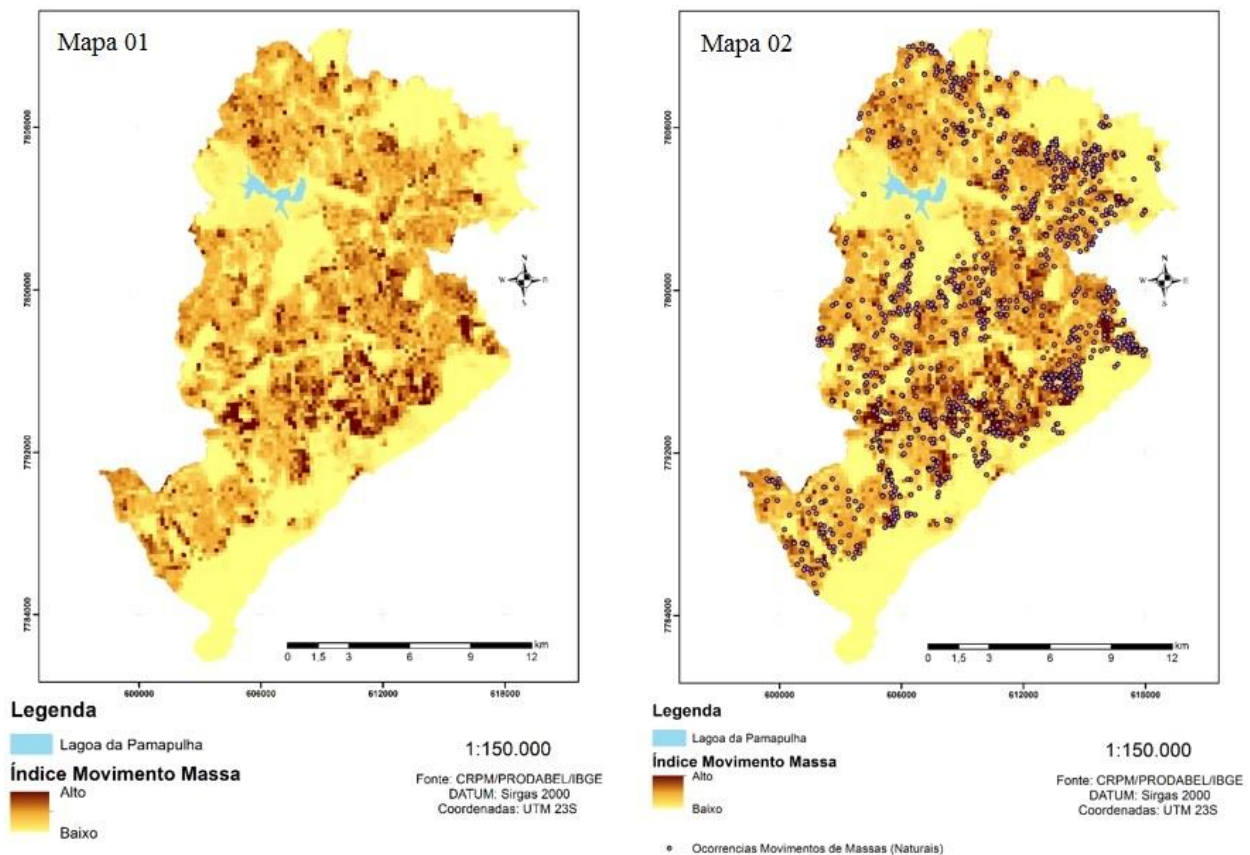 Mapa 01
N
W
E
S
7808000
7800000
7792000
7784000
km
0 1,5 3 6 9 12
600000 606000 612000 618000
Legenda
Lagoa da Pamapulha
Índice Movimento Massa
Alto
Baixo
1:150.000
Fonte: CRPM/PRODABEL/IBGE
DATUM: Sirgas 2000
Coordenadas: UTM 23S
Mapa 02
N
W
E
S
7808000
7800000
7792000
7784000
km
0 1,5 3 6 9 12
600000 606000 612000 618000
Legenda
Lagoa da Pamapulha
Índice Movimento Massa
Alto
Baixo
Ocorrencias Movimentos de Massas (Naturais)
1:150.000
Fonte: CRPM/PRODABEL/IBGE
DATUM: Sirgas 2000
Coordenadas: UTM 23S